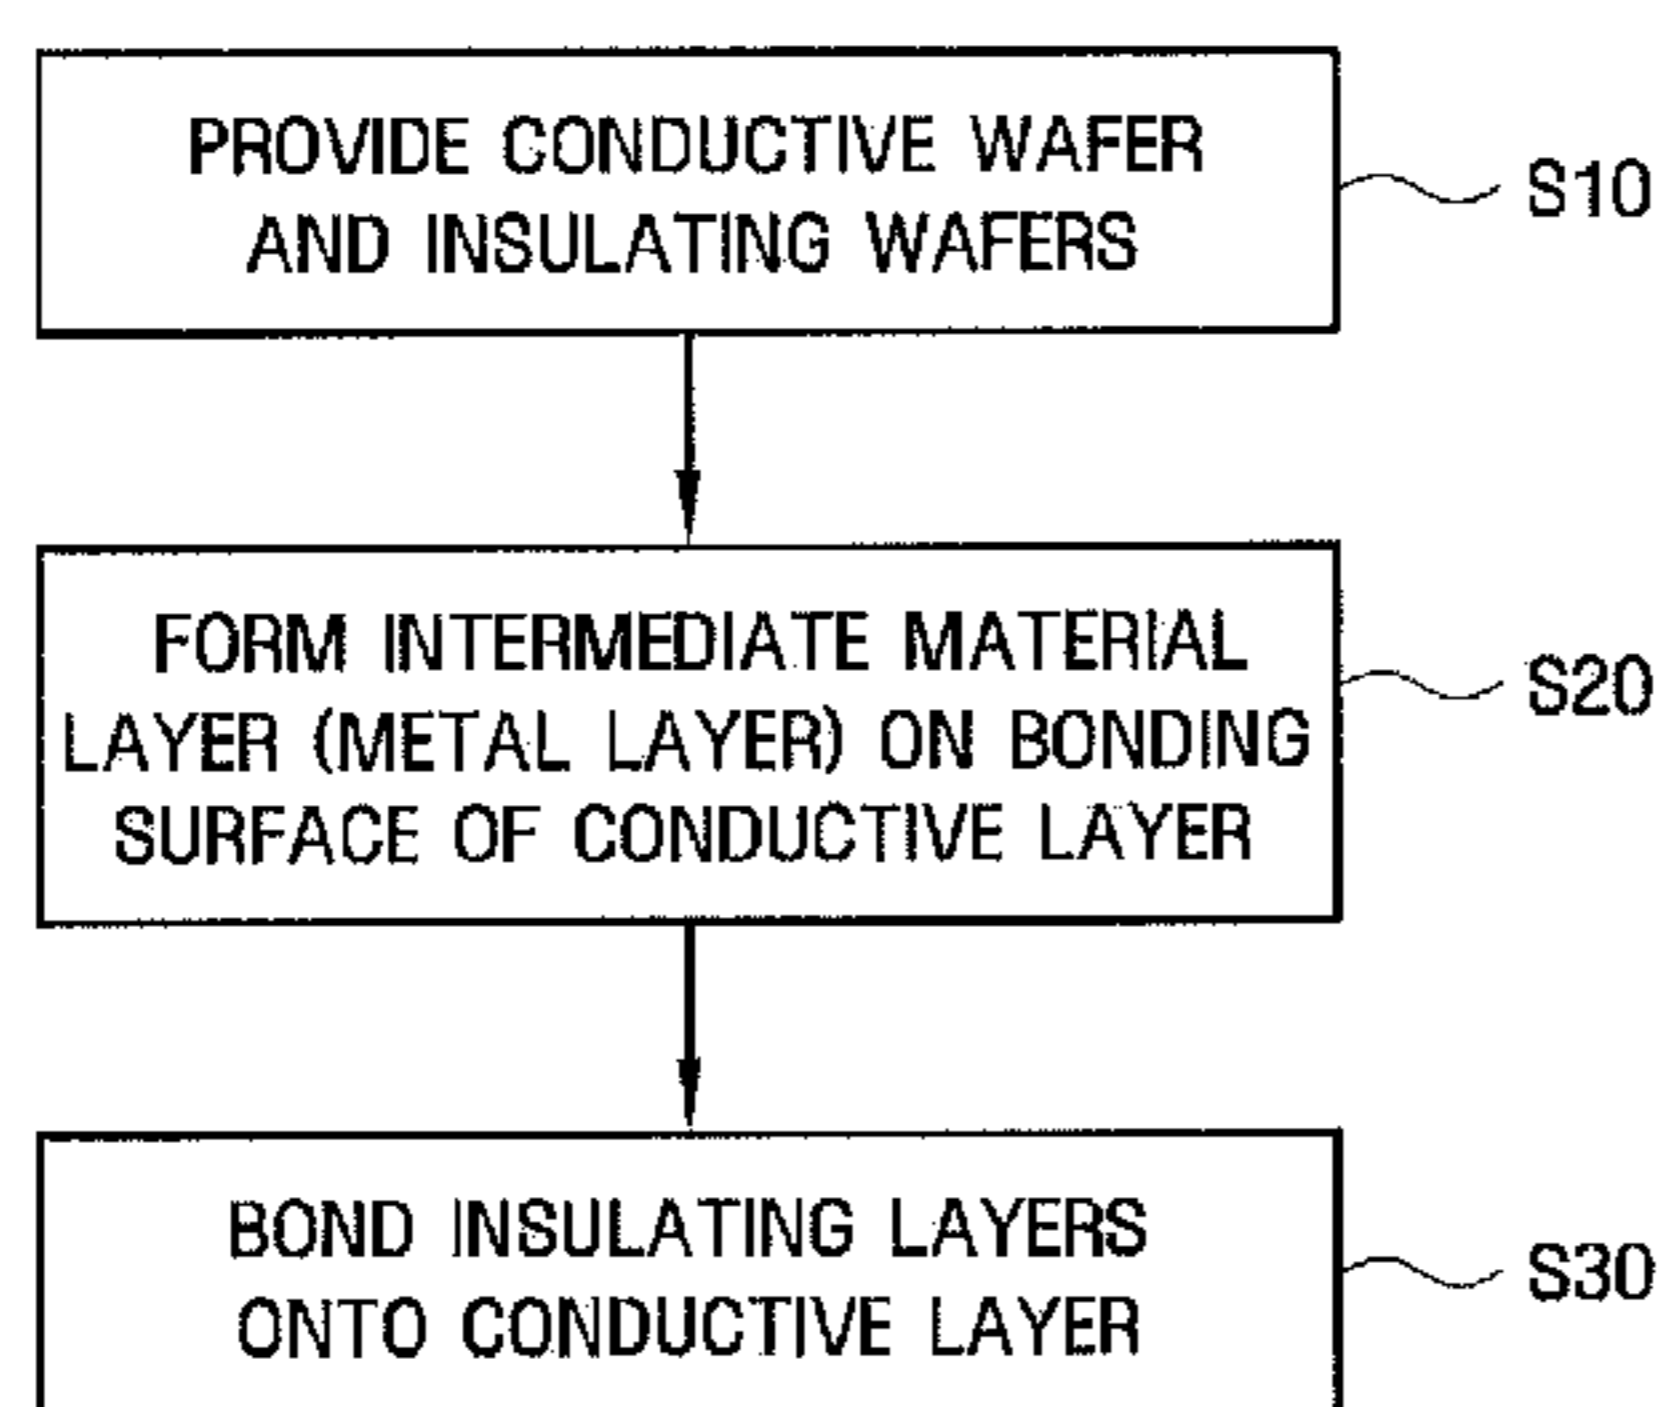 PROVIDE CONDUCTIVE WAFER
AND INSULATING WAFERS
S10
FORM INTERMEDIATE MATERIAL
LAYER (METAL LAYER) ON BONDING
SURFACE OF CONDUCTIVE LAYER
S20
BOND INSULATING LAYERS
ONTO CONDUCTIVE LAYER
S30